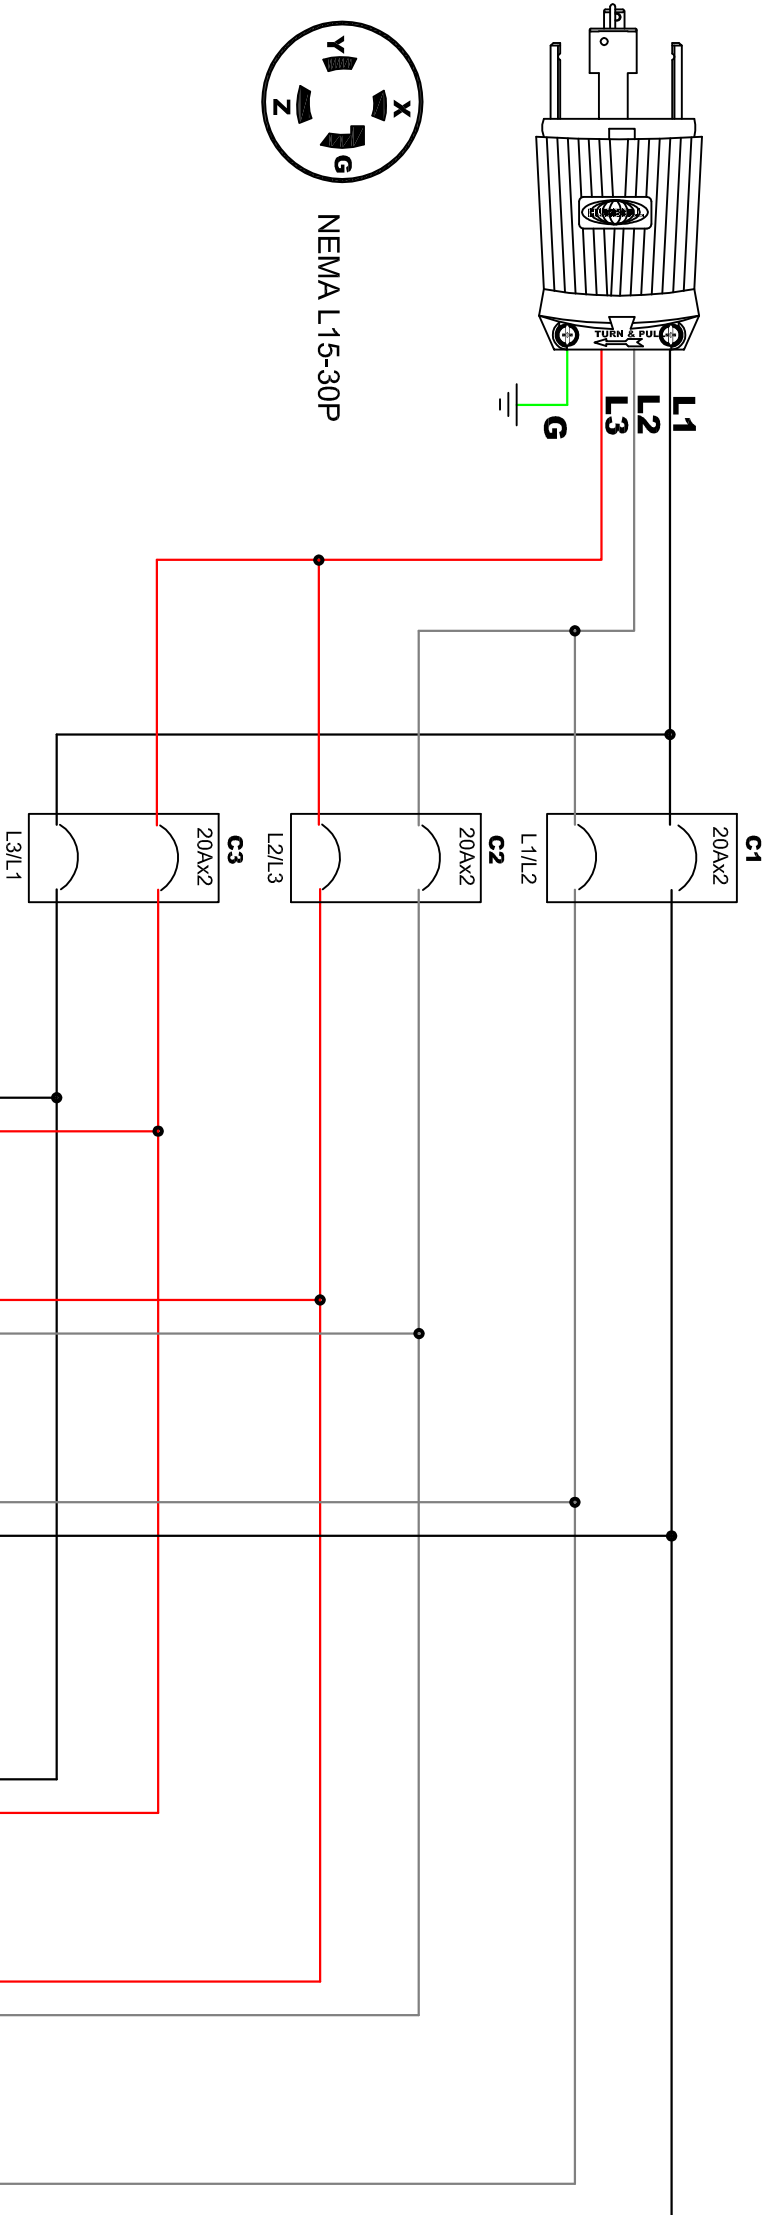 Y
X
Z
G
NEMA L15-30P
TURN & PULL
L1
L2
L3
G
C1
20Ax2
L1/L2
C2
20Ax2
L2/L3
C3
20Ax2
L3/L1